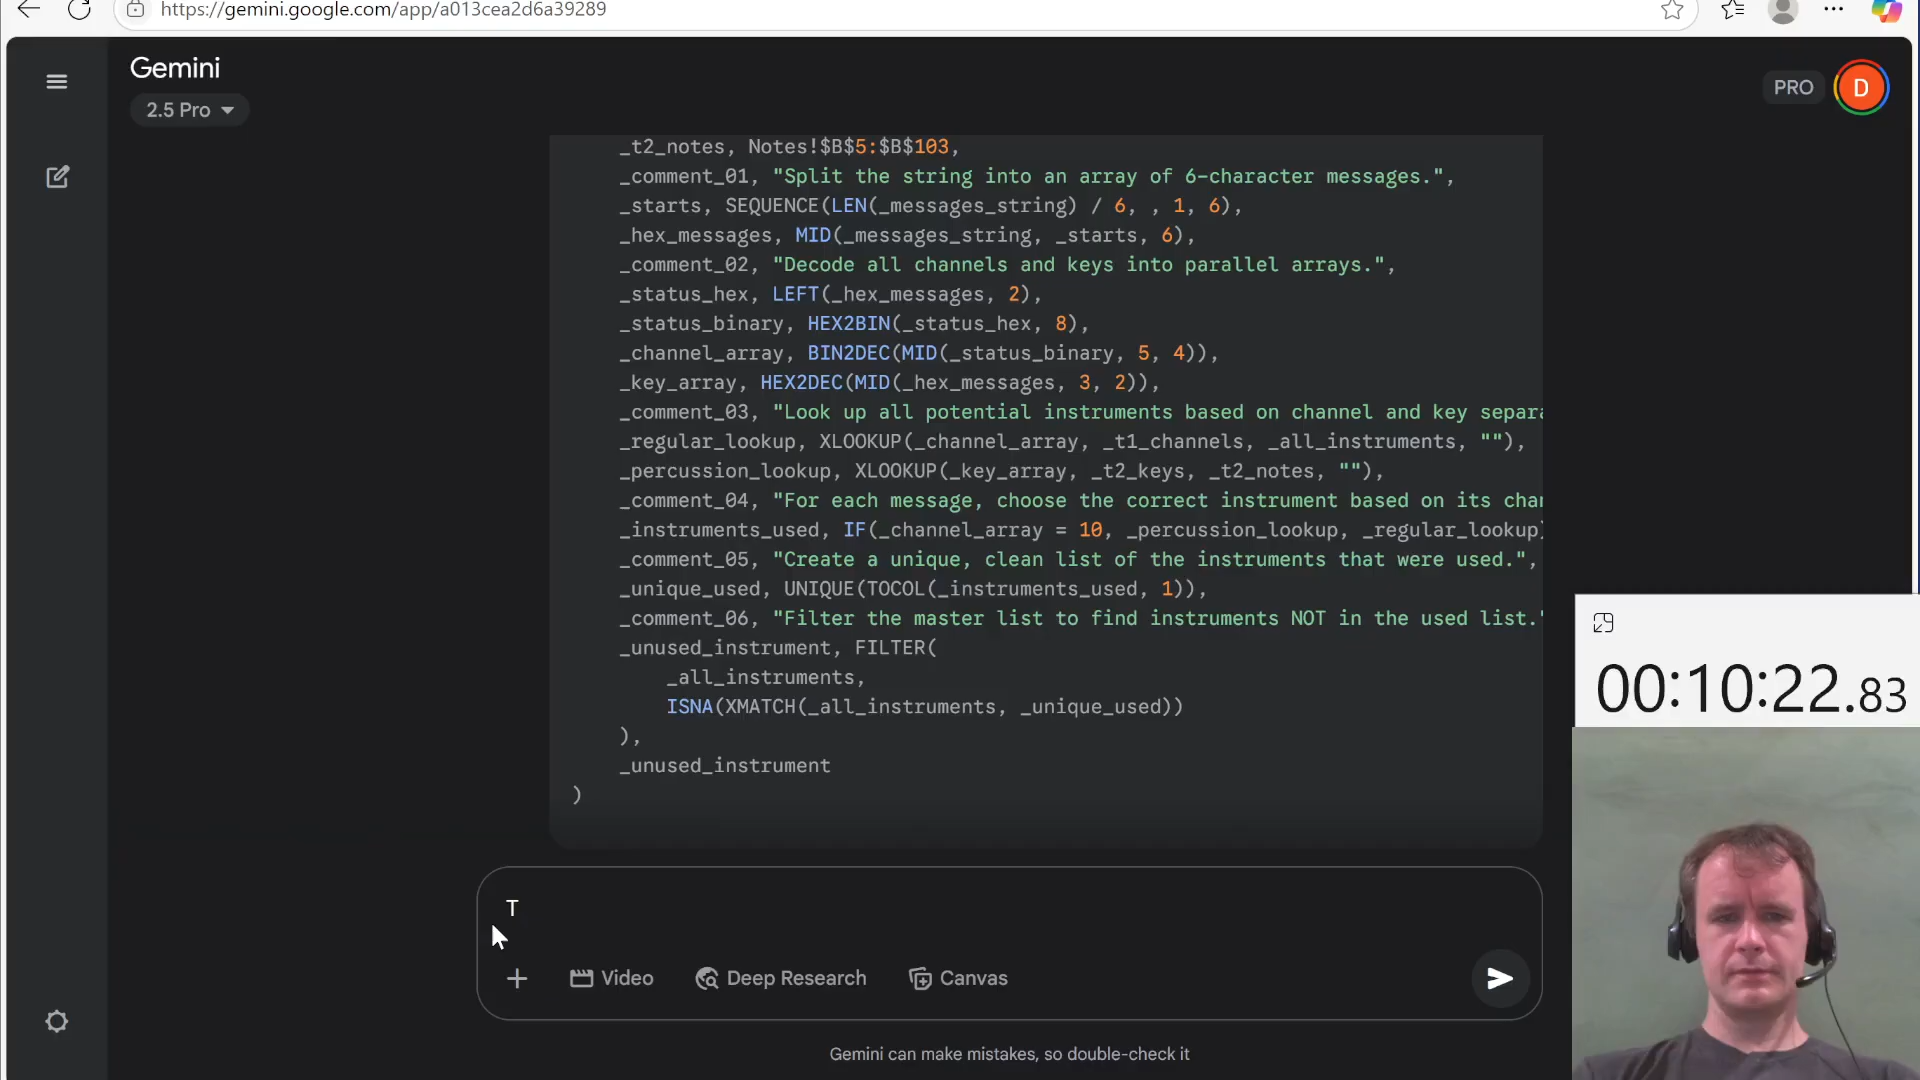 https://gemini.google.com/app/a013cea2d6a39289
Gemini
2.5 Pro
PRO
D
_t2_notes, Notes!$B$5:$B$103,
_comment_01, "Split the string into an array of 6-character messages.",
_starts, SEQUENCE(LEN(_messages_string) / 6, , 1, 6),
_hex_messages, MID(_messages_string, _starts, 6),
_comment_02, "Decode all channels and keys into parallel arrays.",
_status_hex, LEFT(_hex_messages, 2),
_status_binary, HEX2BIN(_status_hex, 8),
_channel_array, BIN2DEC(MID(_status_binary, 5, 4)),
_key_array, HEX2DEC(MID(_hex_messages, 3, 2)),
_comment_03, "Look up all potential instruments based on channel and key separa
_regular_lookup, XLOOKUP(_channel_array, _t1_channels, _all_instruments, ""),
_percussion_lookup, XLOOKUP(_key_array, _t2_keys, _t2_notes, ""),
_comment_04, "For each message, choose the correct instrument based on its chan
_instruments_used, IF(_channel_array = 10, _percussion_lookup, _regular_lookup)
_comment_05, "Create a unique, clean list of the instruments that were used.",
_unique_used, UNIQUE(TOCOL(_instruments_used, 1)),
_comment_06, "Filter the master list to find instruments NOT in the used list."
_unused_instrument, FILTER(
_all_instruments,
ISNA(XMATCH(_all_instruments, _unique_used))
),
_unused_instrument
)
00:10:22.83
T
Video
Deep Research
Canvas
Gemini can make mistakes, so double-check it